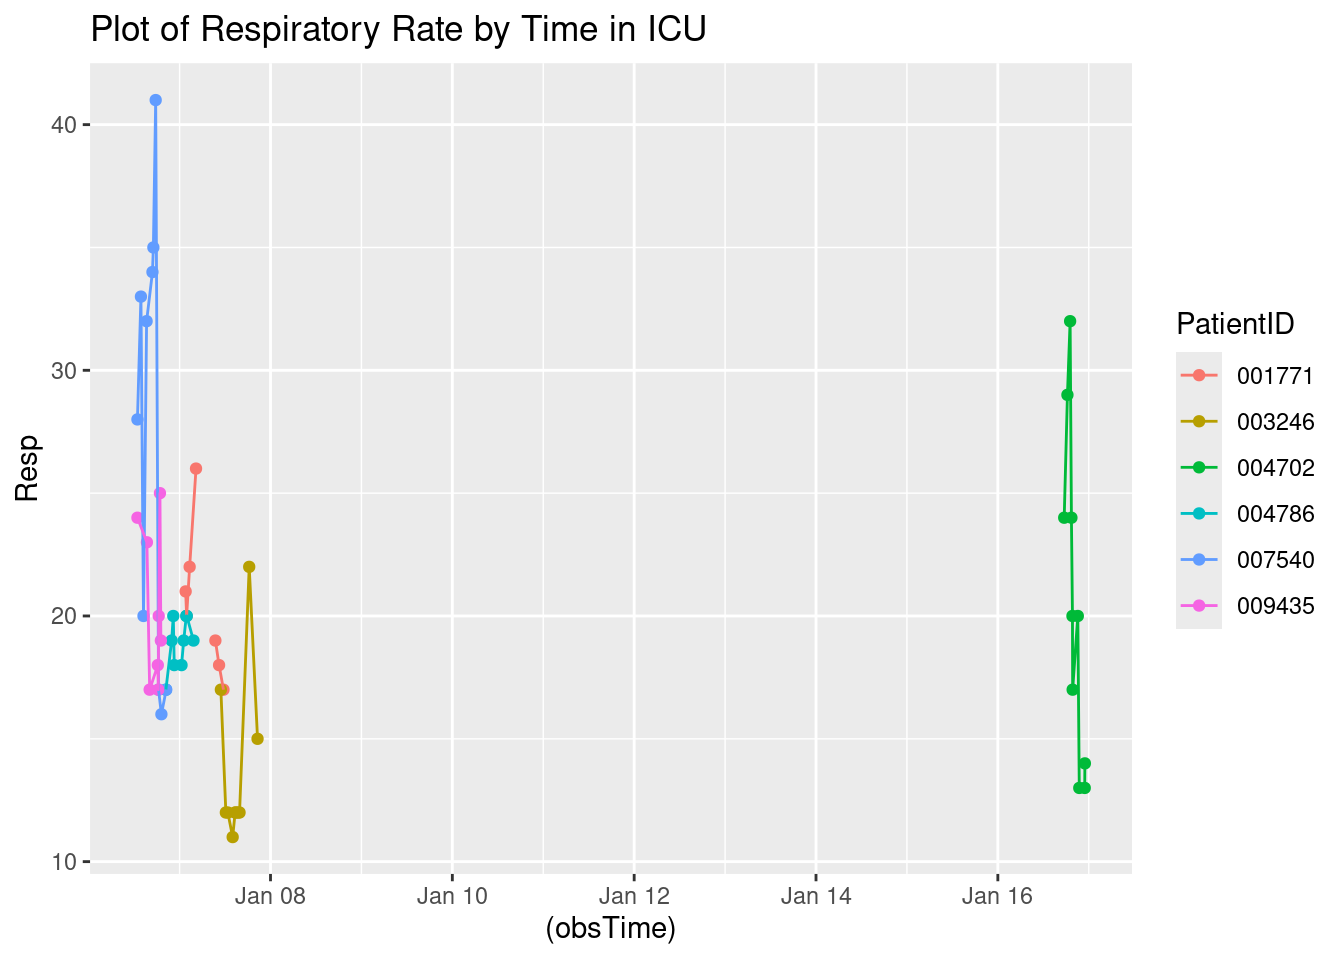 Plot of Respiratory Rate by Time in ICU
40
30
20
10
Resp
Jan 08
Jan 10
Jan 12
Jan 14
Jan 16
(obsTime)
PatientID
001771
003246
004702
004786
007540
009435